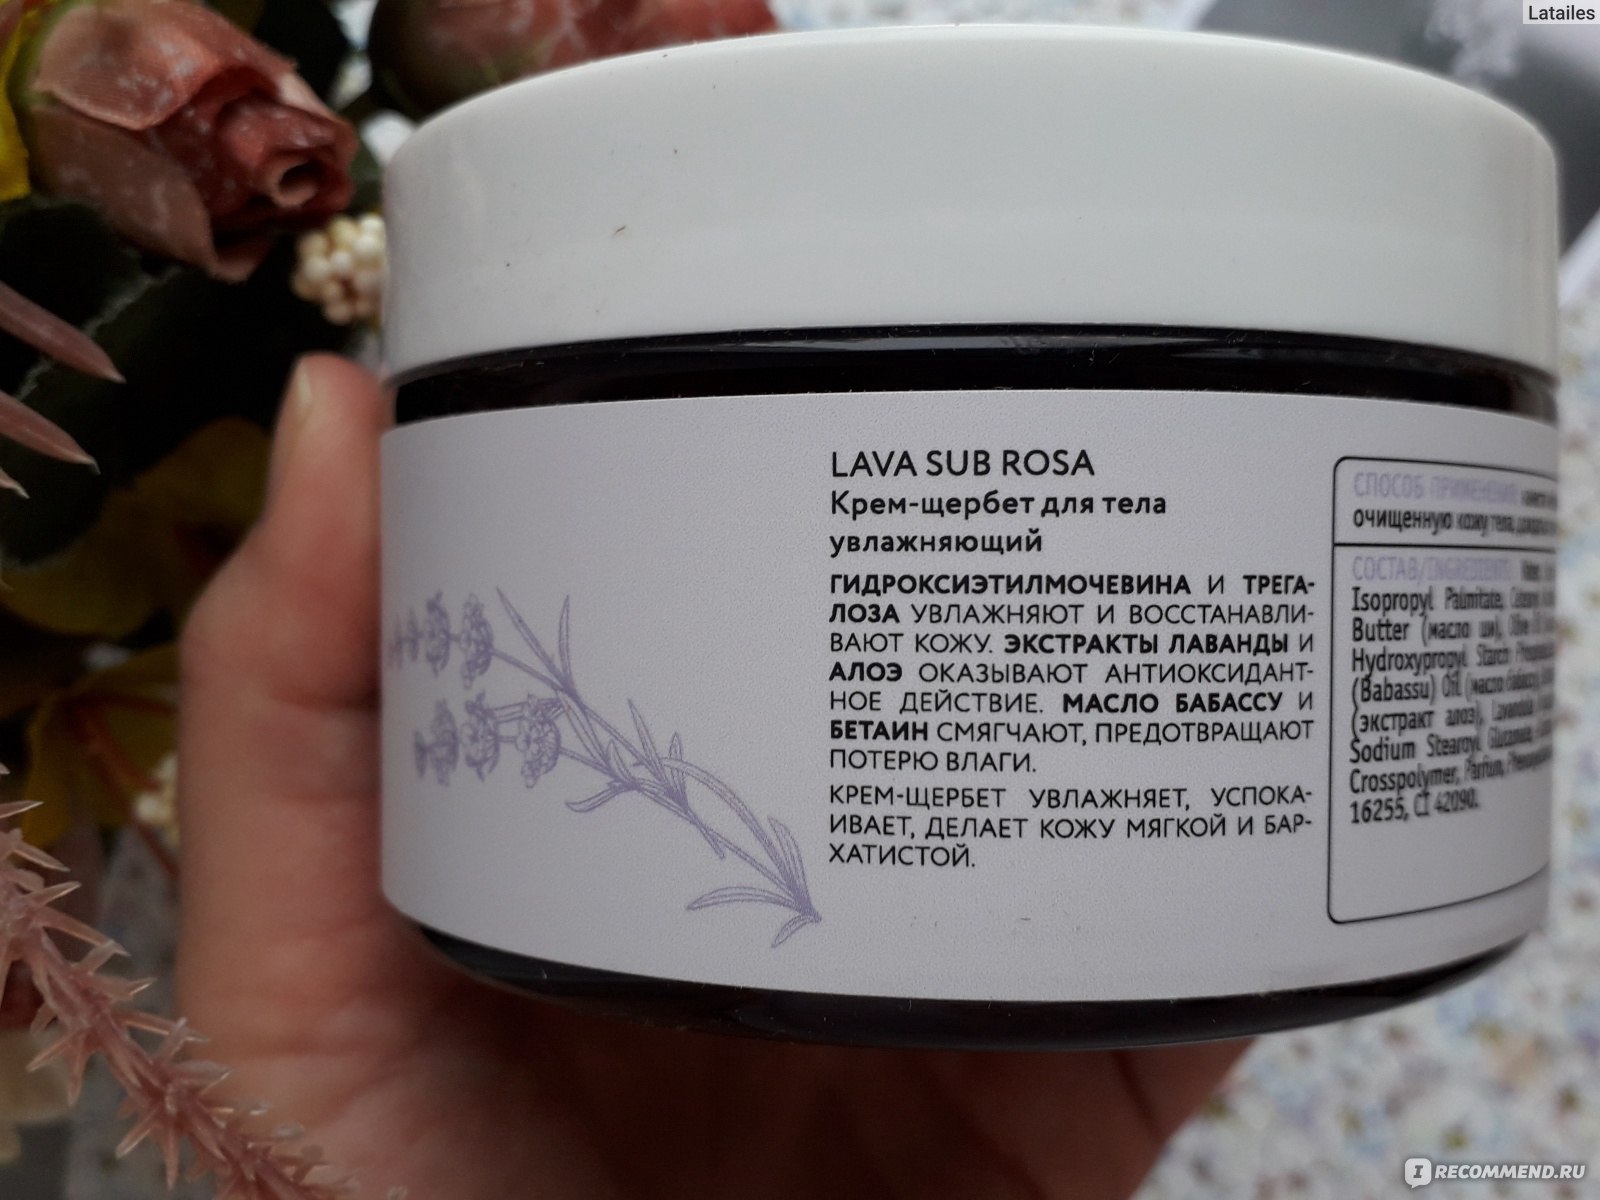 Latailes
LAVA SUB ROSA
Крем-щербет для тела
увлажняющий
ГИДРОКСИЭТИЛМОЧЕВИНА И ТРЕГА-
ЛОЗА УВЛАЖНЯЮТ И ВОССТАНАВЛИ-
ВАЮТ КОЖУ. ЭКСТРАКТЫ ЛАВАНДЫ И
АЛОЭ ОКАЗЫВАЮТ АНТИОКСИДАНТ-
НОЕ ДЕЙСТВИЕ. МАСЛО БАБАССУ И
БЕТАИН СМЯГЧАЮТ, ПРЕДОТВРАЩАЮТ
ПОТЕРЮ ВЛАГИ.
КРЕМ-ЩЕРБЕТ УВЛАЖНЯЕТ, УСПОКА-
ИВАЕТ, ДЕЛАЕТ КОЖУ МЯГКОЙ И БАР-
ХАТИСТОЙ.
СПОСОБ ПРИМЕНЕНИЯ:
очищенную кожу тела,
СОСТАВ/INGREDIENTS:
Isopropyl Palmitate,
Butter (масло ши),
Hydroxypropyl Starch
(Babassu) Oil (масло бабассу),
(экстракт алоэ),
Sodium Stearoyl Glutamate,
Crosspolymer, Parfum,
16255, CI 42090.
IRECOMMEND.RU